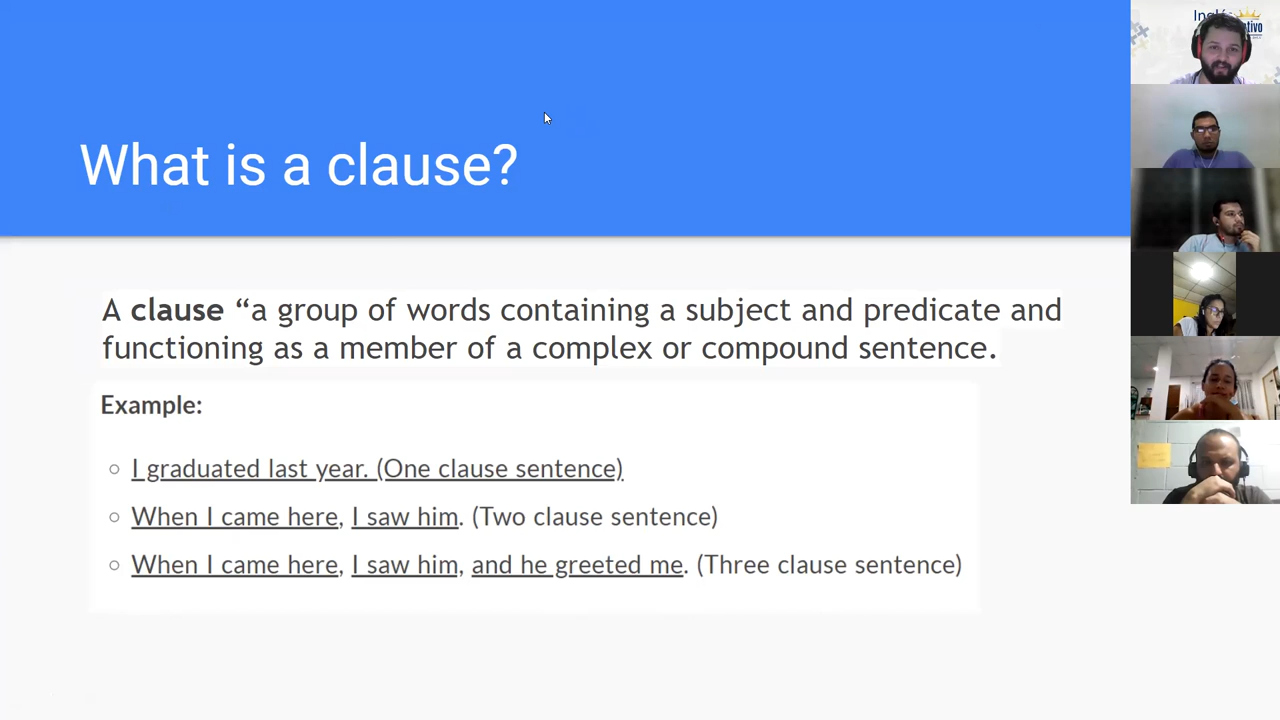 What is a clause?
A clause “a group of words containing a subject and predicate and
functioning as a member of a complex or compound sentence.
Example:
I graduated last year. (One clause sentence)
When I came here, I saw him. (Two clause sentence)
When I came here, I saw him, and he greeted me. (Three clause sentence)